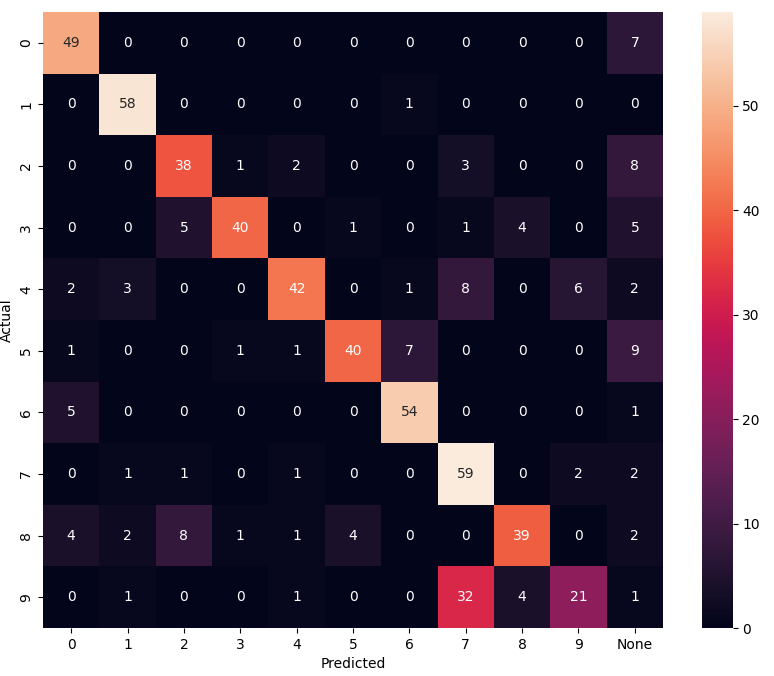 0 49 0 0 0 0 0 0 0 0 0 7
1 0 58 0 0 0 0 1 0 0 0 0
50
2 0 0 38 1 2 0 0 3 0 0 8
40
3 0 0 5 40 0 1 0 1 4 0 5
4 2 3 0 0 42 0 1 8 0 6 2
30
Actual
5 1 0 0 1 1 40 7 0 0 0 9
20
6 5 0 0 0 0 0 54 0 0 0 1
7 0 1 1 0 1 0 0 59 0 2 2
10
8 4 2 8 1 1 4 0 0 39 0 2
9 0 1 0 0 1 0 0 32 4 21 1
0
0 1 2 3 4 5 6 7 8 9 None
Predicted